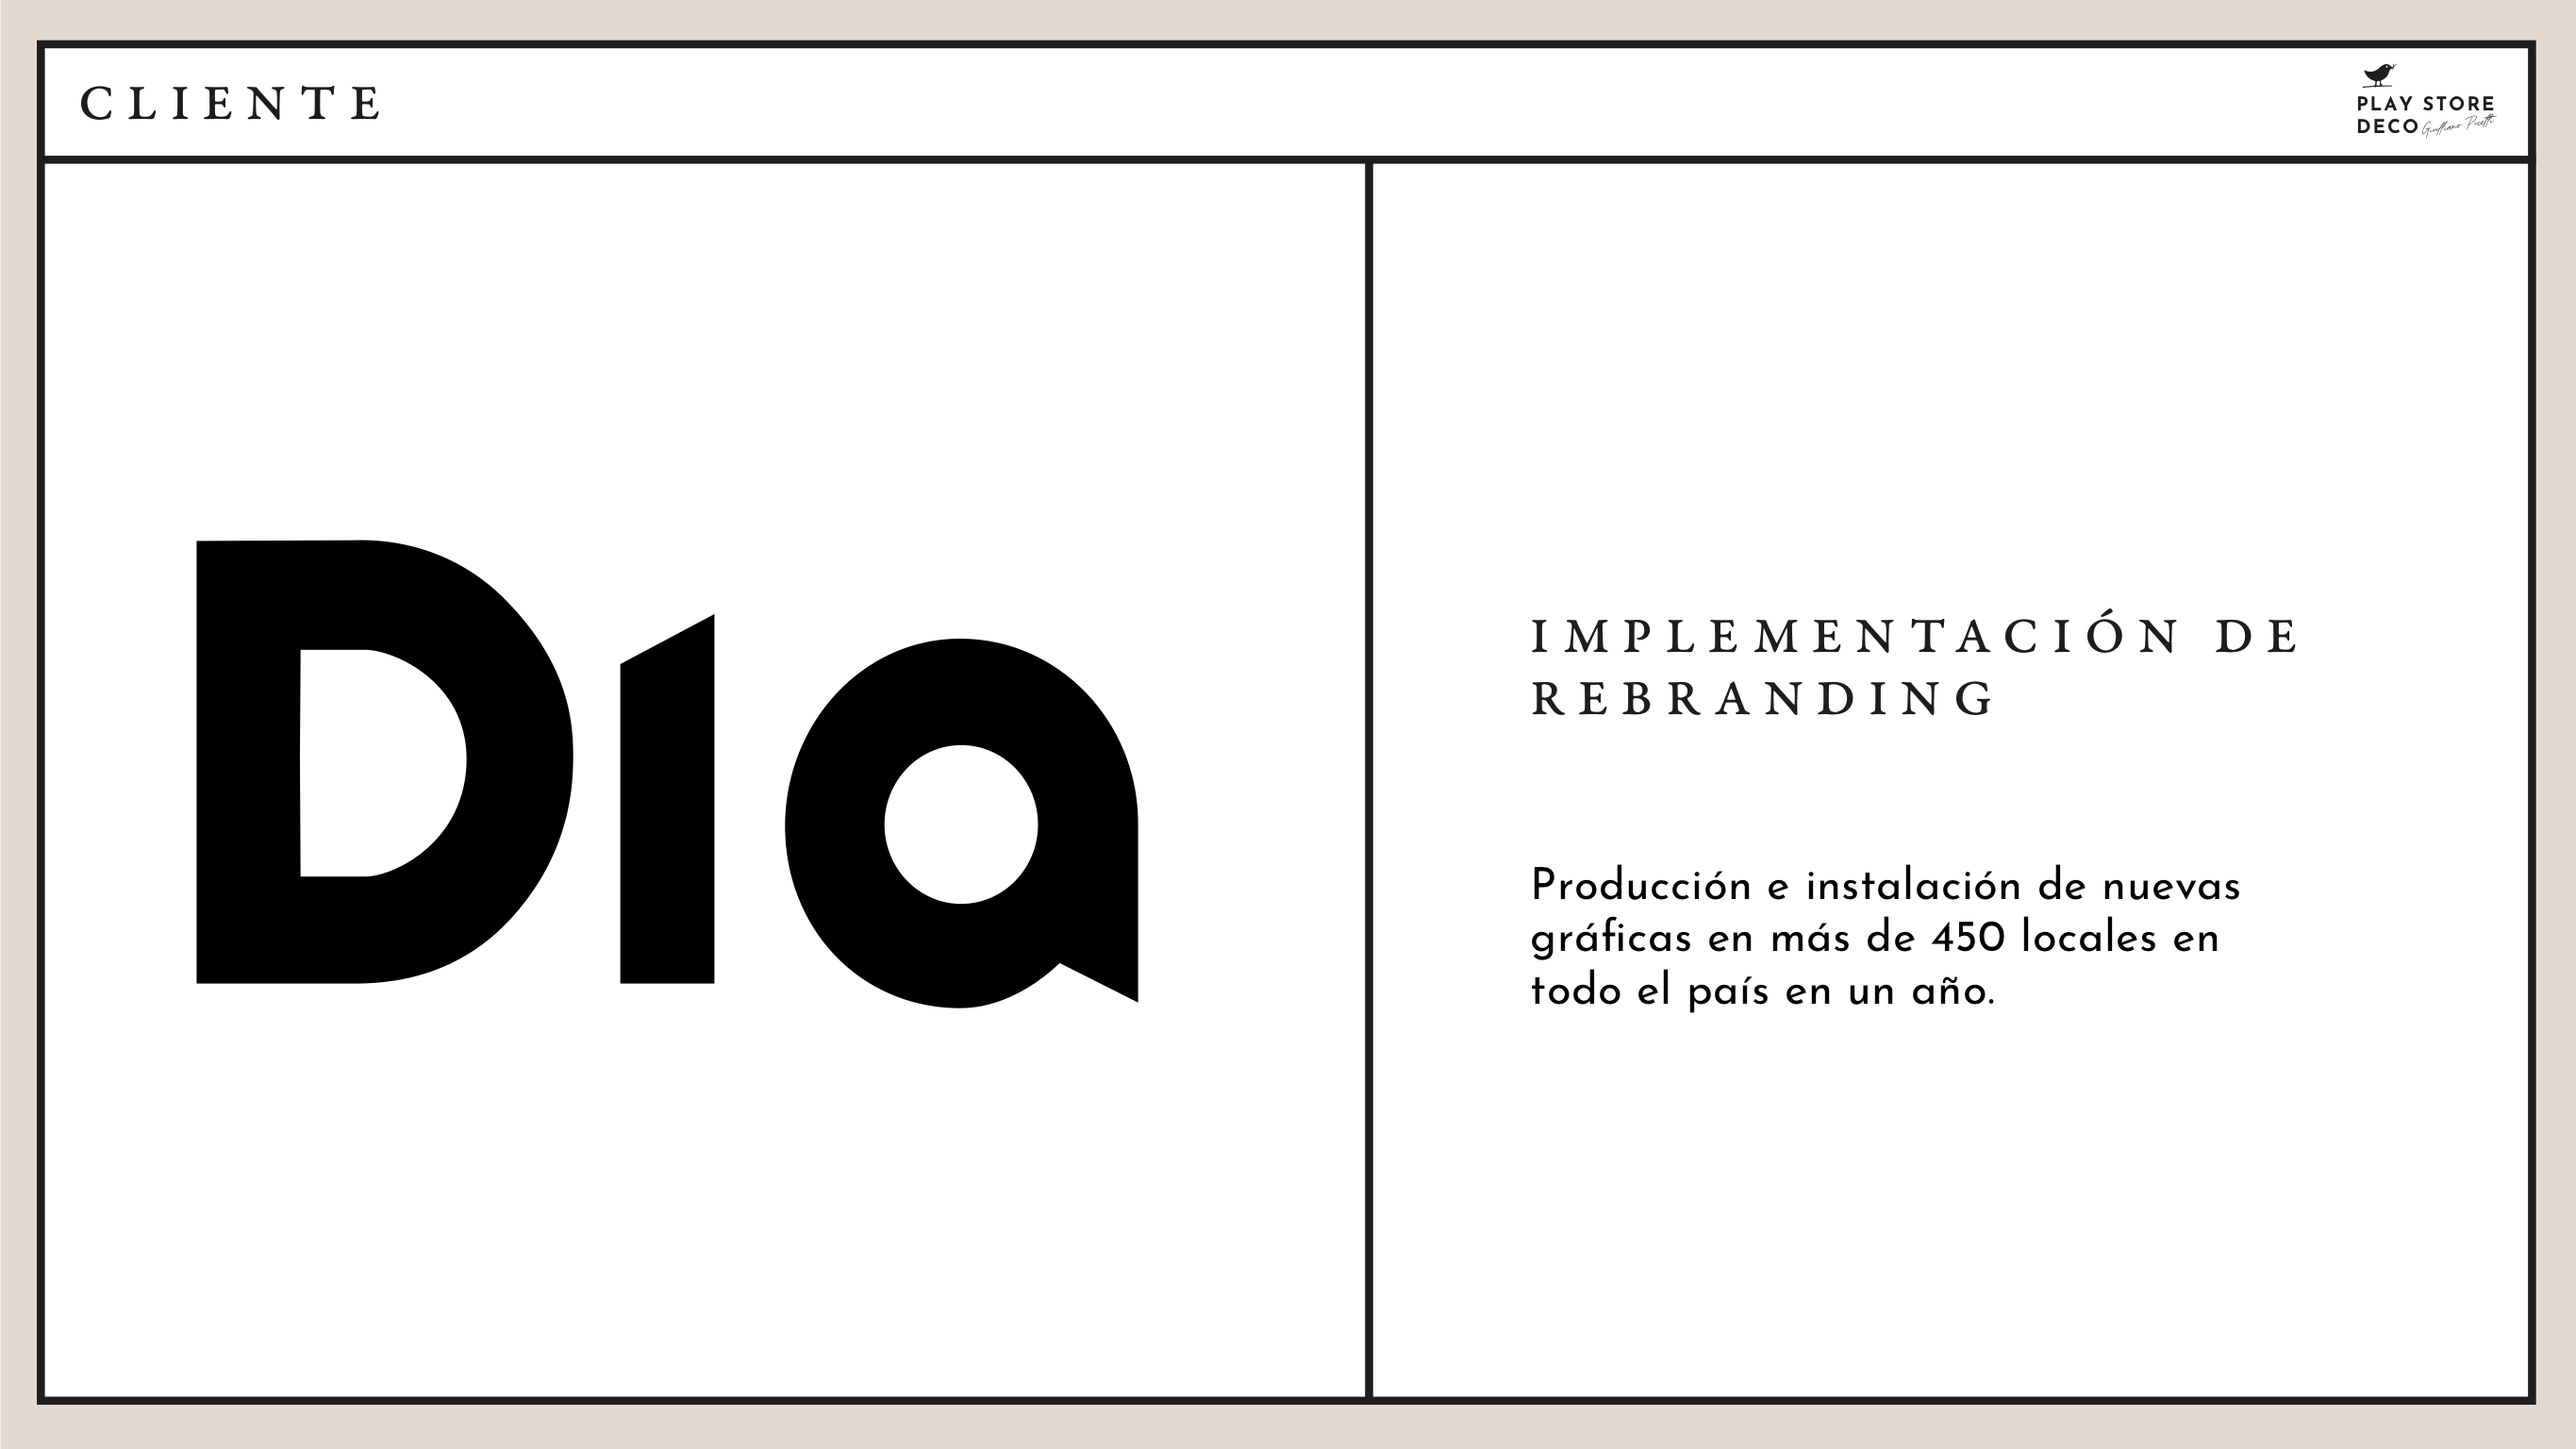 CLIENTE
PLAY STORE
DECO
Dia
IMPLEMENTACIÓN DE
REBRANDING
Producción e instalación de nuevas
gráficas en más de 450 locales en
todo el país en un año.